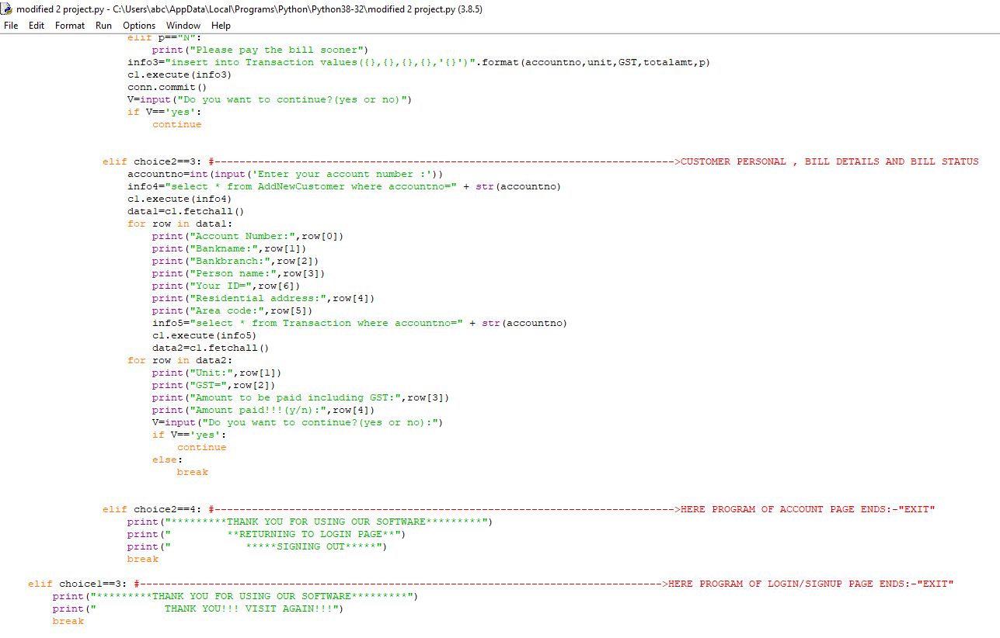 modified 2 project.py - C:\Users\abc\AppData\Local\Programs\Python\Python38-32\modified 2 project.py (3.8.5)
File Edit Format Run Options Window Help
elif p=="N":
print("Please pay the bill sooner")
info3="insert into Transaction values({},{},{},{},'{}')".format(accountno,unit,GST,totalamt,p)
c1.execute(info3)
conn.commit()
V=input("Do you want to continue?(yes or no)")
if V=='yes':
continue
elif choice2==3: #-------------------------------------------------------------------------->CUSTOMER PERSONAL , BILL DETAILS AND BILL STATUS
accountno=int(input('Enter your account number :'))
info4="select * from AddNewCustomer where accountno=" + str(accountno)
c1.execute(info4)
data1=c1.fetchall()
for row in data1:
print("Account Number:",row[0])
print("Bankname:",row[1])
print("Bankbranch:",row[2])
print("Person name:",row[3])
print("Your ID=",row[6])
print("Residential address:",row[4])
print("Area code:",row[5])
info5="select * from Transaction where accountno=" + str(accountno)
c1.execute(info5)
data2=c1.fetchall()
for row in data2:
print("Unit:",row[1])
print("GST=",row[2])
print("Amount to be paid including GST:",row[3])
print("Amount paid!!!(y/n):",row[4])
V=input("Do you want to continue?(yes or no):")
if V=='yes':
continue
else:
break
elif choice2==4: #-------------------------------------------------------------------------->HERE PROGRAM OF ACCOUNT PAGE ENDS:-"EXIT"
print("*********THANK YOU FOR USING OUR SOFTWARE*********")
print("         **RETURNING TO LOGIN PAGE**")
print("            *****SIGNING OUT*****")
break
elif choice1==3: #------------------------------------------------------------------------------------>HERE PROGRAM OF LOGIN/SIGNUP PAGE ENDS:-"EXIT"
print("*********THANK YOU FOR USING OUR SOFTWARE*********")
print("           THANK YOU!!! VISIT AGAIN!!!")
break